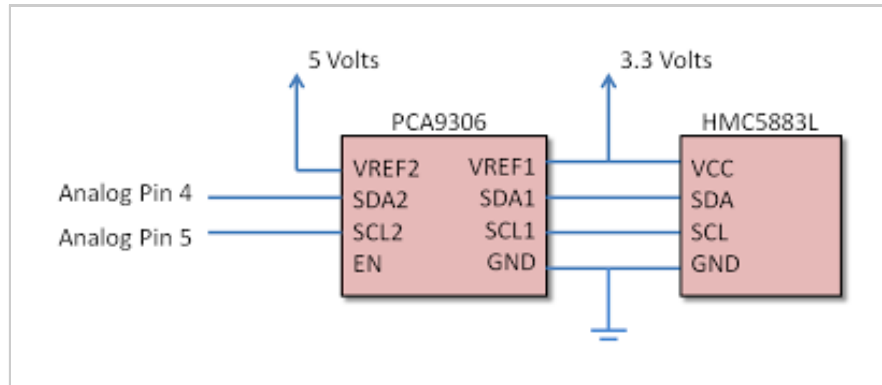 5 Volts
3.3 Volts
PCA9306
HMC5883L
VREF2
VREF1
VCC
Analog Pin 4
SDA2
SDA1
SDA
Analog Pin 5
SCL2
SCL1
SCL
EN
GND
GND